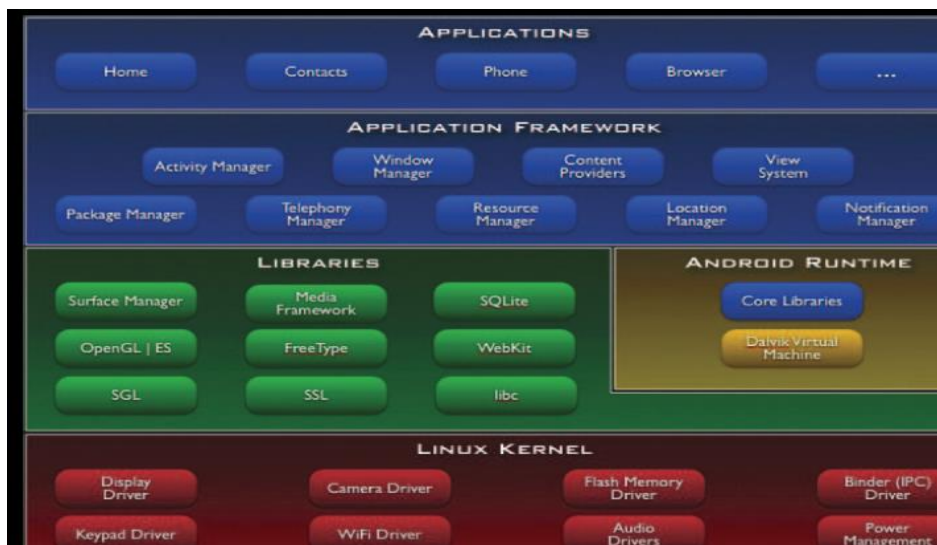 APPLICATIONS
Home
Contacts
Phone
Browser
...
APPLICATION FRAMEWORK
Activity Manager
Window
Manager
Content
Providers
View
System
Package Manager
Telephony
Manager
Resource
Manager
Location
Manager
Notification
Manager
LIBRARIES
Surface Manager
Media
Framework
SQLite
OpenGL | ES
FreeType
WebKit
SGL
SSL
libc
ANDROID RUNTIME
Core Libraries
Dalvik Virtual
Machine
LINUX KERNEL
Display
Driver
Camera Driver
Flash Memory
Driver
Binder (IPC)
Driver
Keypad Driver
WiFi Driver
Audio
Drivers
Power
Management